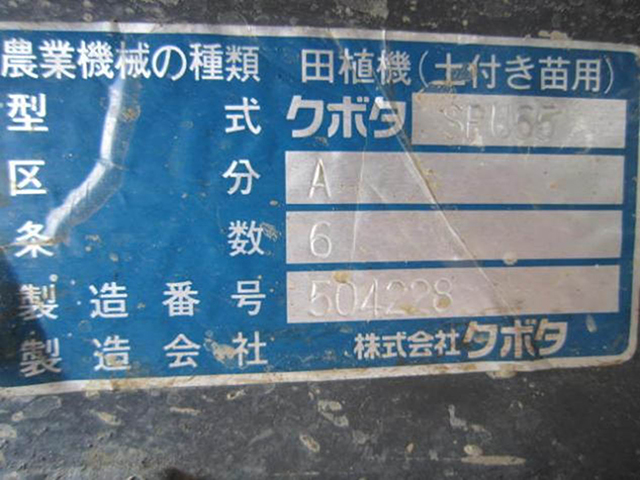 農業機械の種類 田植機(土付き苗用)
型式 クボタ SPU65
区分 A
条数 6
製造番号 504228
製造会社 株式会社クボタ